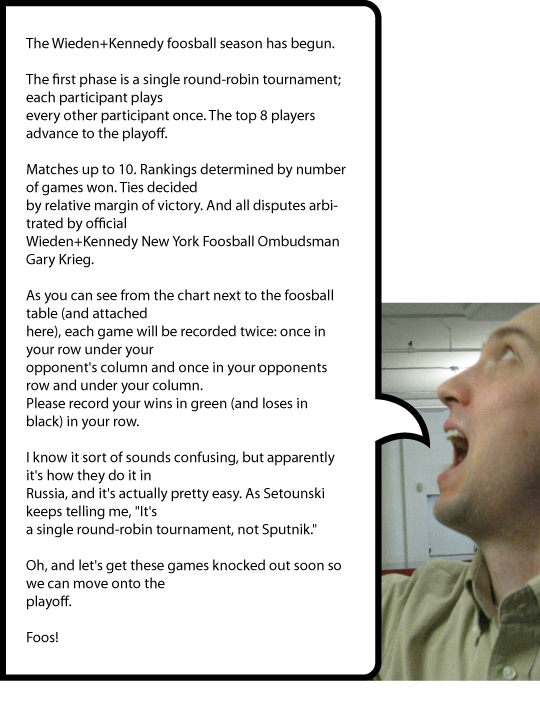 The Wieden+Kennedy foosball season has begun.
The first phase is a single round-robin tournament;
each participant plays
every other participant once. The top 8 players
advance to the playoff.
Matches up to 10. Rankings determined by number
of games won. Ties decided
by relative margin of victory. And all disputes arbi-
trated by official
Wieden+Kennedy New York Foosball Ombudsman
Gary Krieg.
As you can see from the chart next to the foosball
table (and attached
here), each game will be recorded twice: once in
your row under your
opponent's column and once in your opponents
row and under your column.
Please record your wins in green (and loses in
black) in your row.
I know it sort of sounds confusing, but apparently
it's how they do it in
Russia, and it's actually pretty easy. As Setounski
keeps telling me, "It's
a single round-robin tournament, not Sputnik."
Oh, and let's get these games knocked out soon so
we can move onto the
playoff.
Foos!